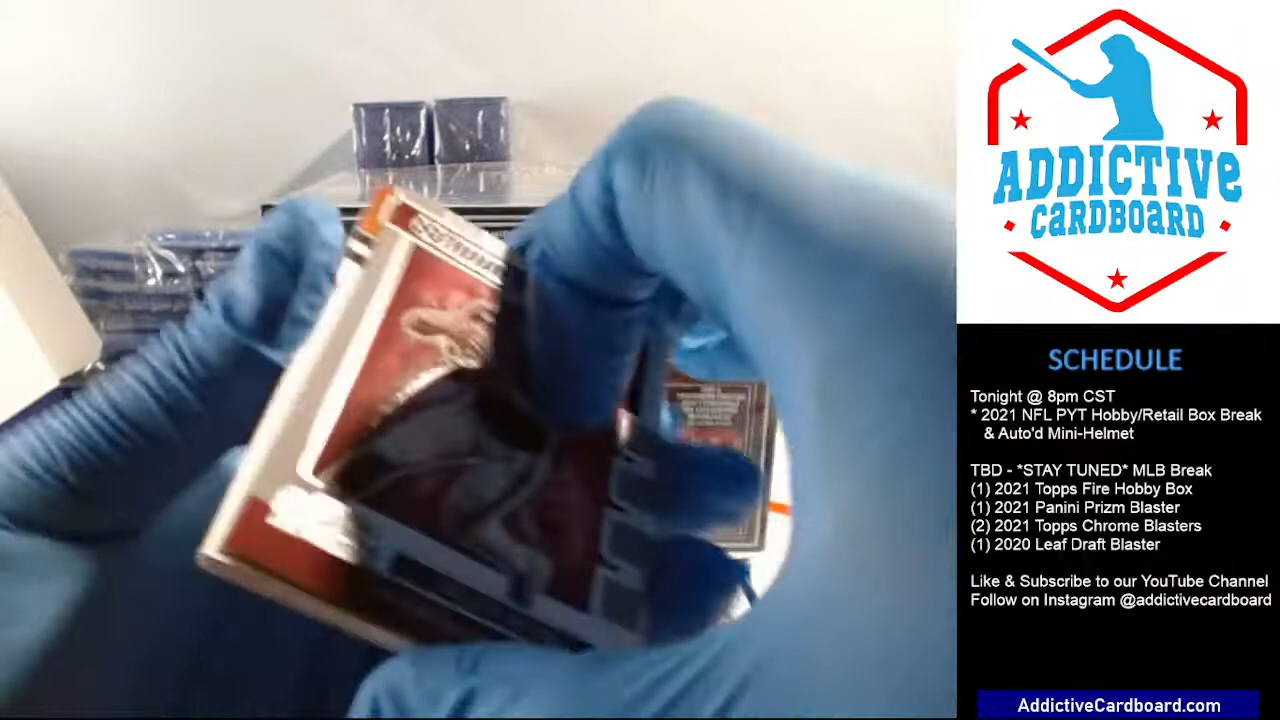 ADDICTIVE
CARDBOARD
SCHEDULE
Tonight @ 8pm CST
* 2021 NFL PYT Hobby/Retail Box Break
& Auto'd Mini-Helmet
TBD - *STAY TUNED* MLB Break
(1) 2021 Topps Fire Hobby Box
(1) 2021 Panini Prizm Blaster
(2) 2021 Topps Chrome Blasters
(1) 2020 Leaf Draft Blaster
Like & Subscribe to our YouTube Channel
Follow on Instagram @addictivecardboard
AddictiveCardboard.com